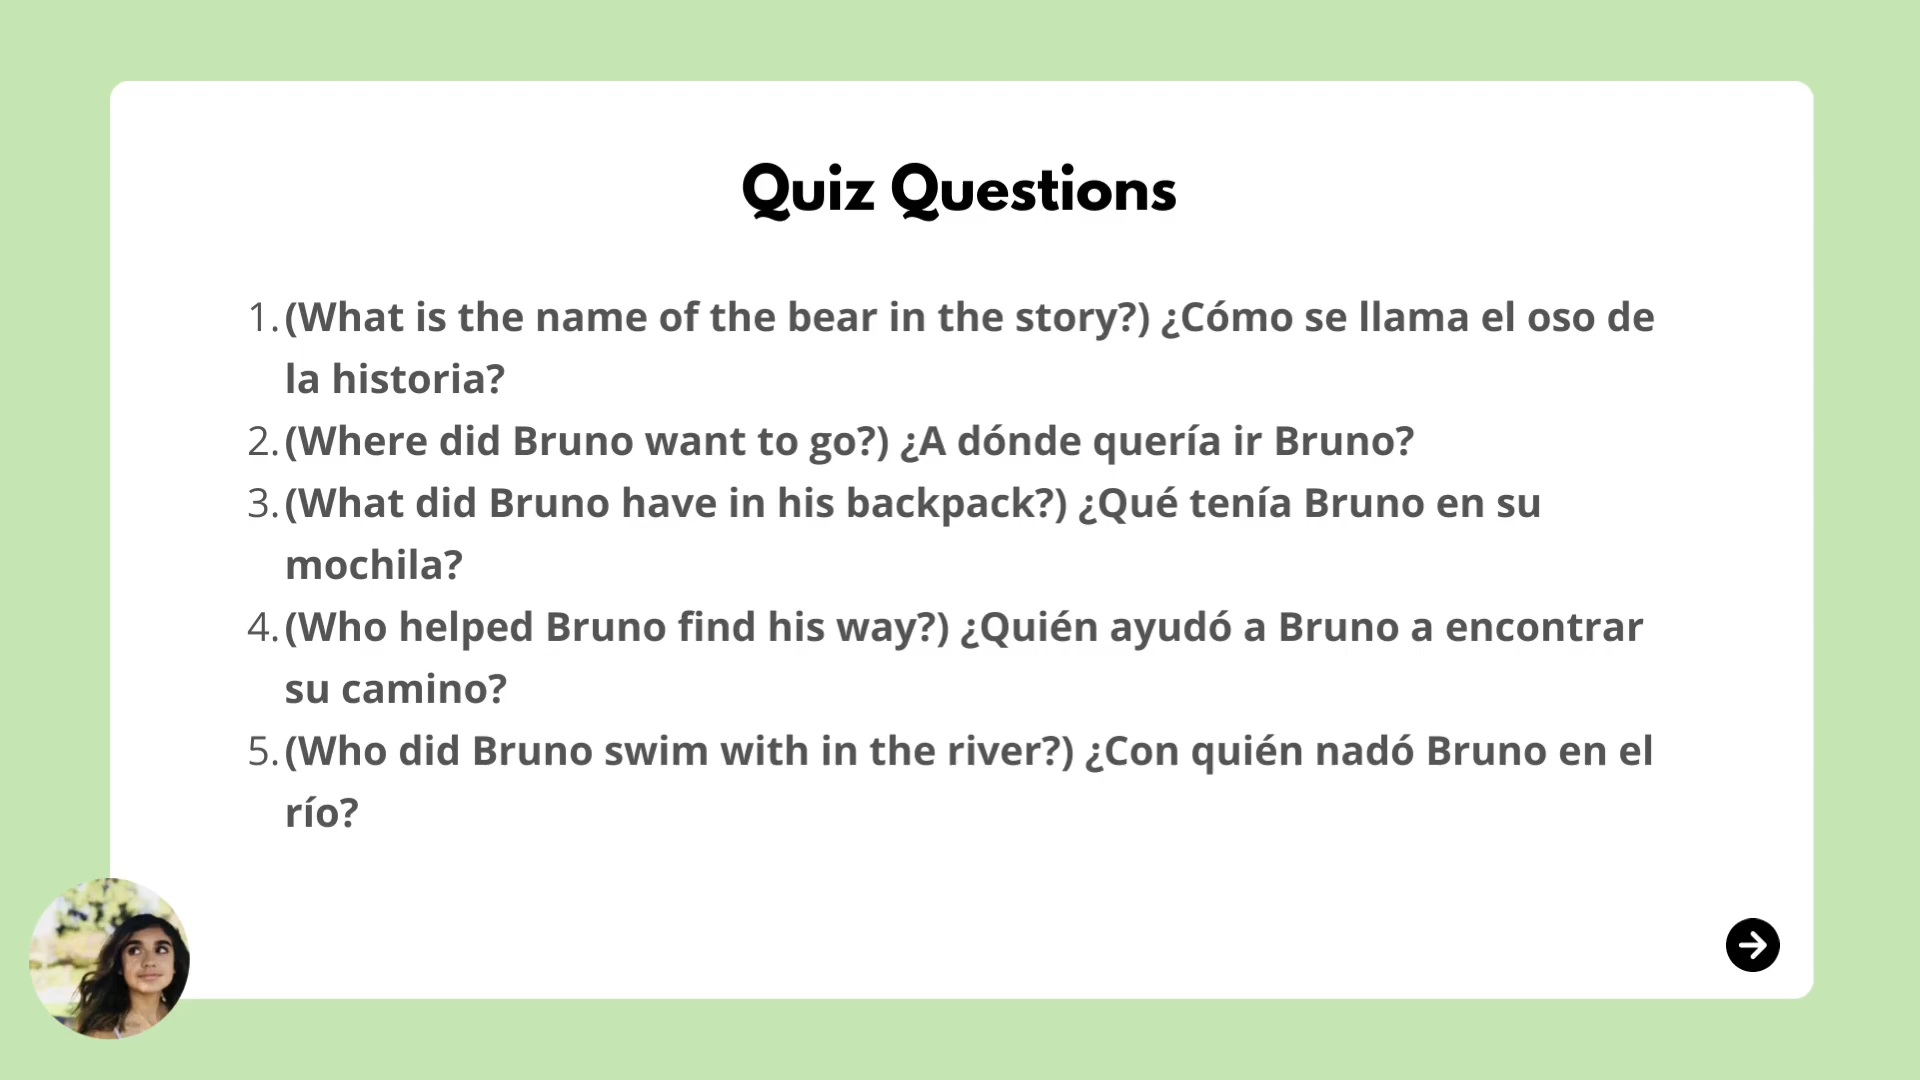 Quiz Questions
1. (What is the name of the bear in the story?) ¿Cómo se llama el oso de
la historia?
2. (Where did Bruno want to go?) ¿A dónde quería ir Bruno?
3. (What did Bruno have in his backpack?) ¿Qué tenía Bruno en su
mochila?
4. (Who helped Bruno find his way?) ¿Quién ayudó a Bruno a encontrar
su camino?
5. (Who did Bruno swim with in the river?) ¿Con quién nadó Bruno en el
río?